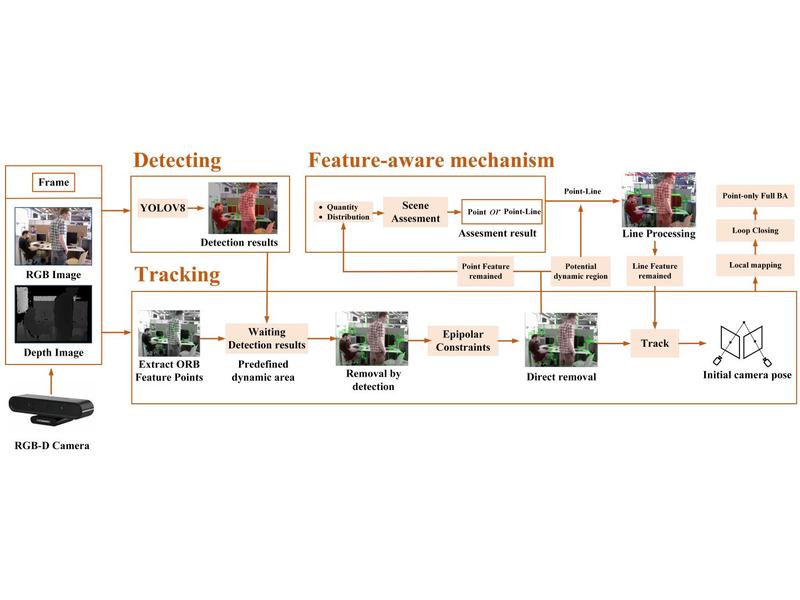 Detecting
Feature-aware mechanism
Frame
RGB Image
Depth Image
RGB-D Camera
YOLOV8
Detection results
• Quantity
• Distribution
Scene
Assesment
Point or Point-Line
Assesment result
Point-Line
Line Processing
Point-only Full BA
Loop Closing
Local mapping
Tracking
Point Feature
remained
Potential
dynamic region
Line Feature
remained
Extract ORB
Feature Points
Waiting
Detection results
Predefined
dynamic area
Removal by
detection
Epipolar
Constraints
Direct removal
Track
Initial camera pose